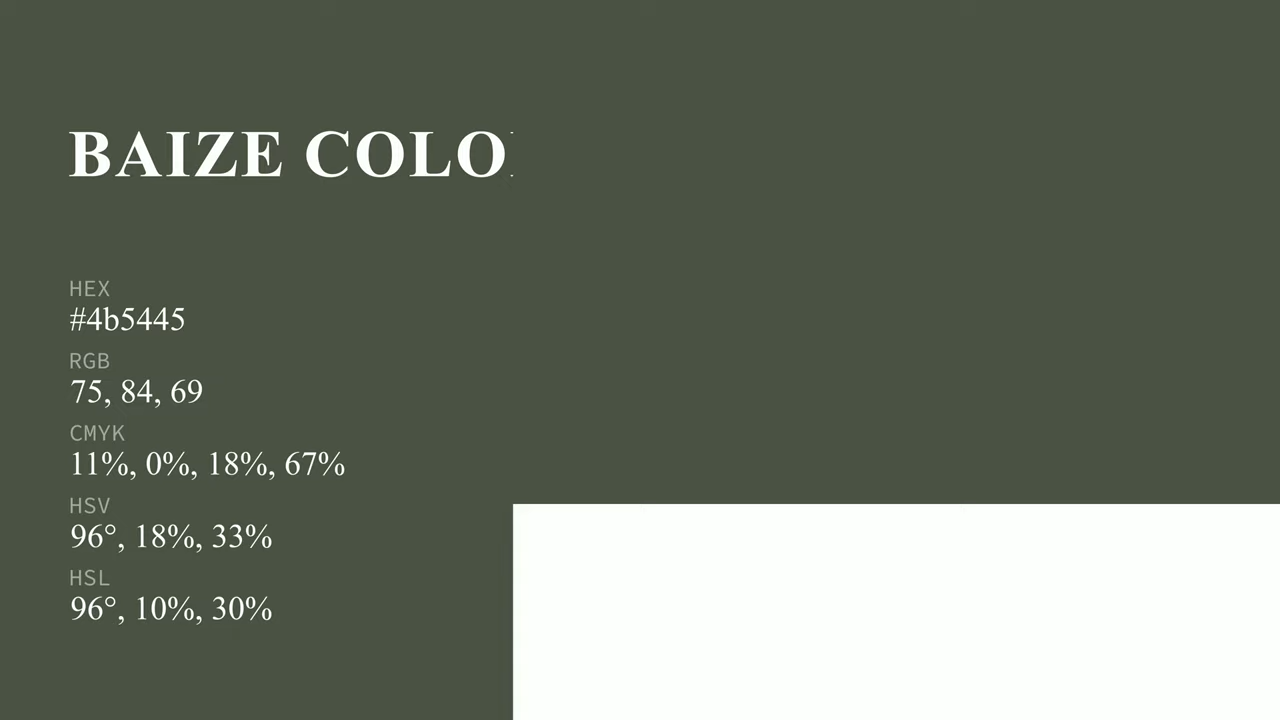 BAIZE COLO
HEX
#4b5445
RGB
75, 84, 69
CMYK
11%, 0%, 18%, 67%
HSV
96°, 18%, 33%
HSL
96°, 10%, 30%